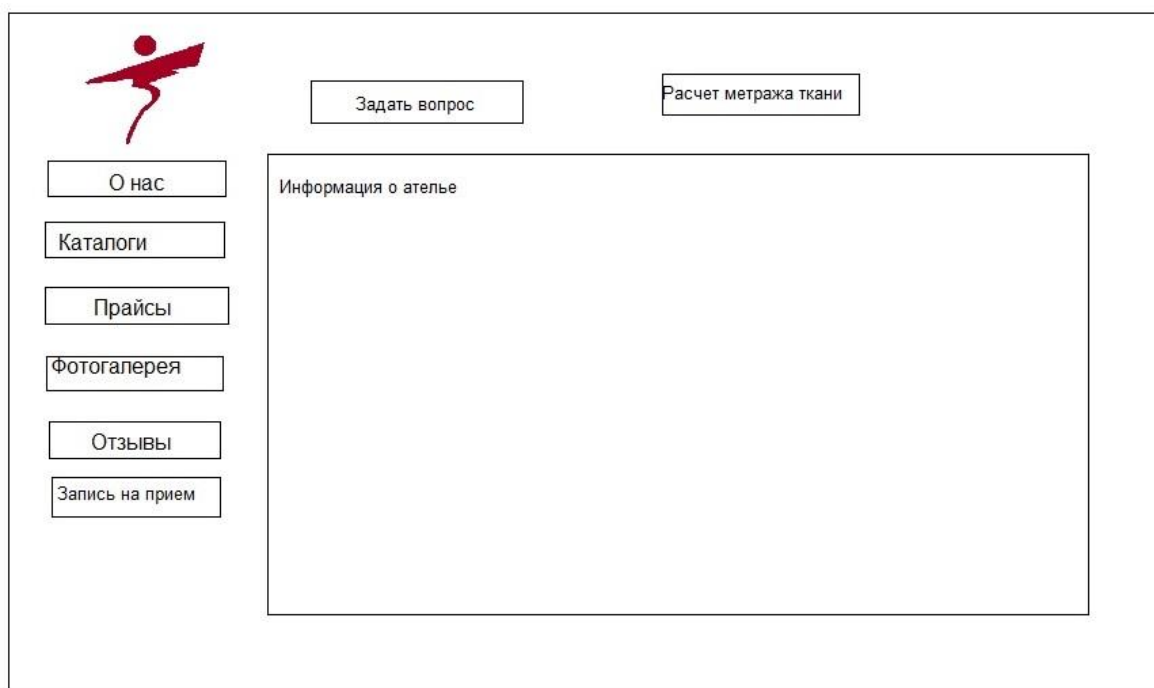 Задать вопрос
Расчет метража ткани
О нас
Каталоги
Прайсы
Фотогалерея
Отзывы
Запись на прием
Информация о ателье